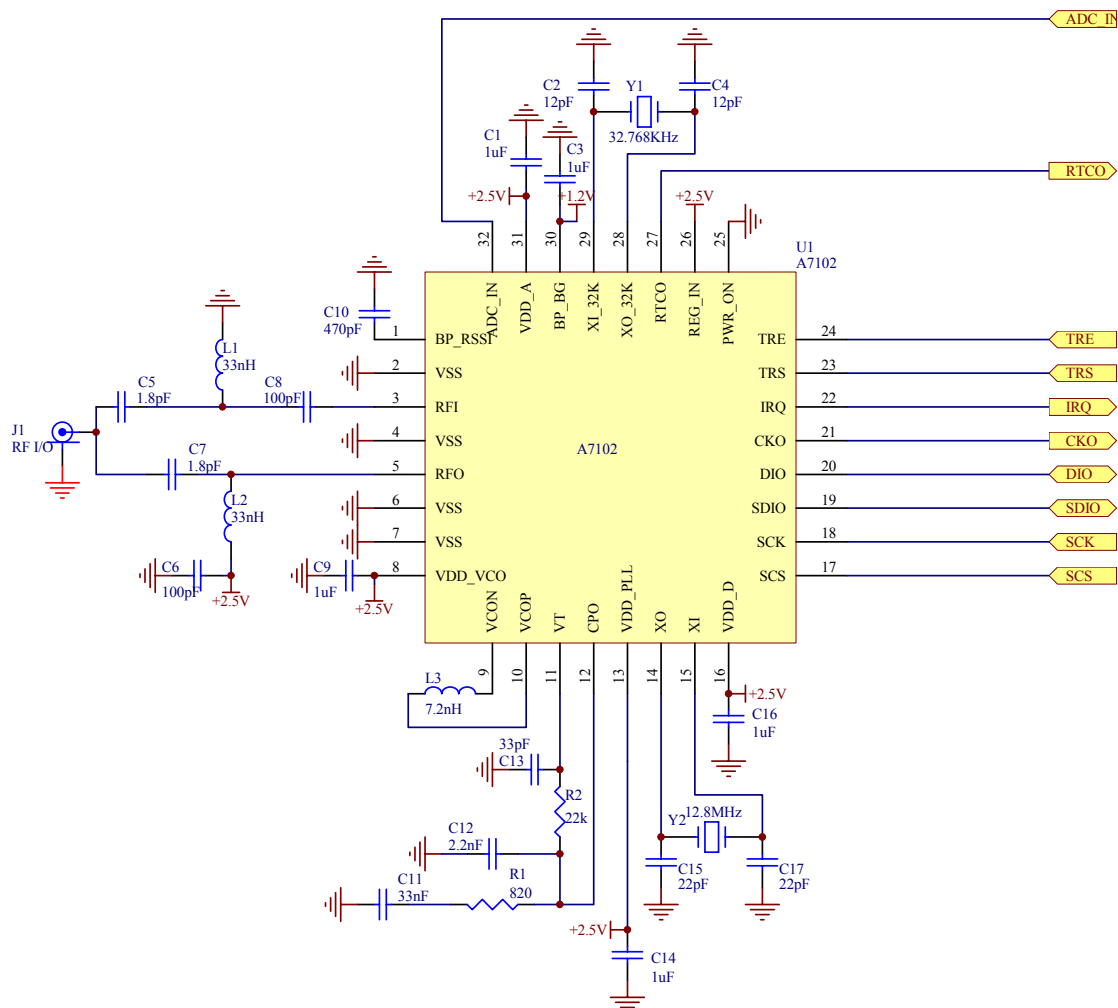 ADC_IN
C2
12pF
Y1
32.768KHz
C4
12pF
C1
1uF
C3
1uF
+2.5V
+1.2V
+2.5V
RTCO
32
31
30
29
28
27
26
25
U1
A7102
ADC_IN
VDD_A
BP_BG
XI_32K
XO_32K
RTCO
REG_IN
PWR_ON
C10
470pF
1
BP_RSSI
TRE
24
TRE
2
VSS
TRS
23
TRS
L1
33nH
C5
1.8pF
C8
100pF
3
RFI
IRQ
22
IRQ
J1
RF I/O
4
VSS
A7102
CKO
21
CKO
C7
1.8pF
5
RFO
DIO
20
DIO
L2
33nH
6
VSS
SDIO
19
SDIO
7
VSS
SCK
18
SCK
C6
100pF
+2.5V
C9
1uF
+2.5V
8
VDD_VCO
SCS
17
SCS
VCON
VCOP
VT
CPO
VDD_PLL
XO
XI
VDD_D
9
10
11
12
13
14
15
16
L3
7.2nH
+2.5V
C16
1uF
33pF
C13
R2
22k
C12
2.2nF
R1
820
C11
33nF
Y2
12.8MHz
C15
22pF
C17
22pF
+2.5V
C14
1uF